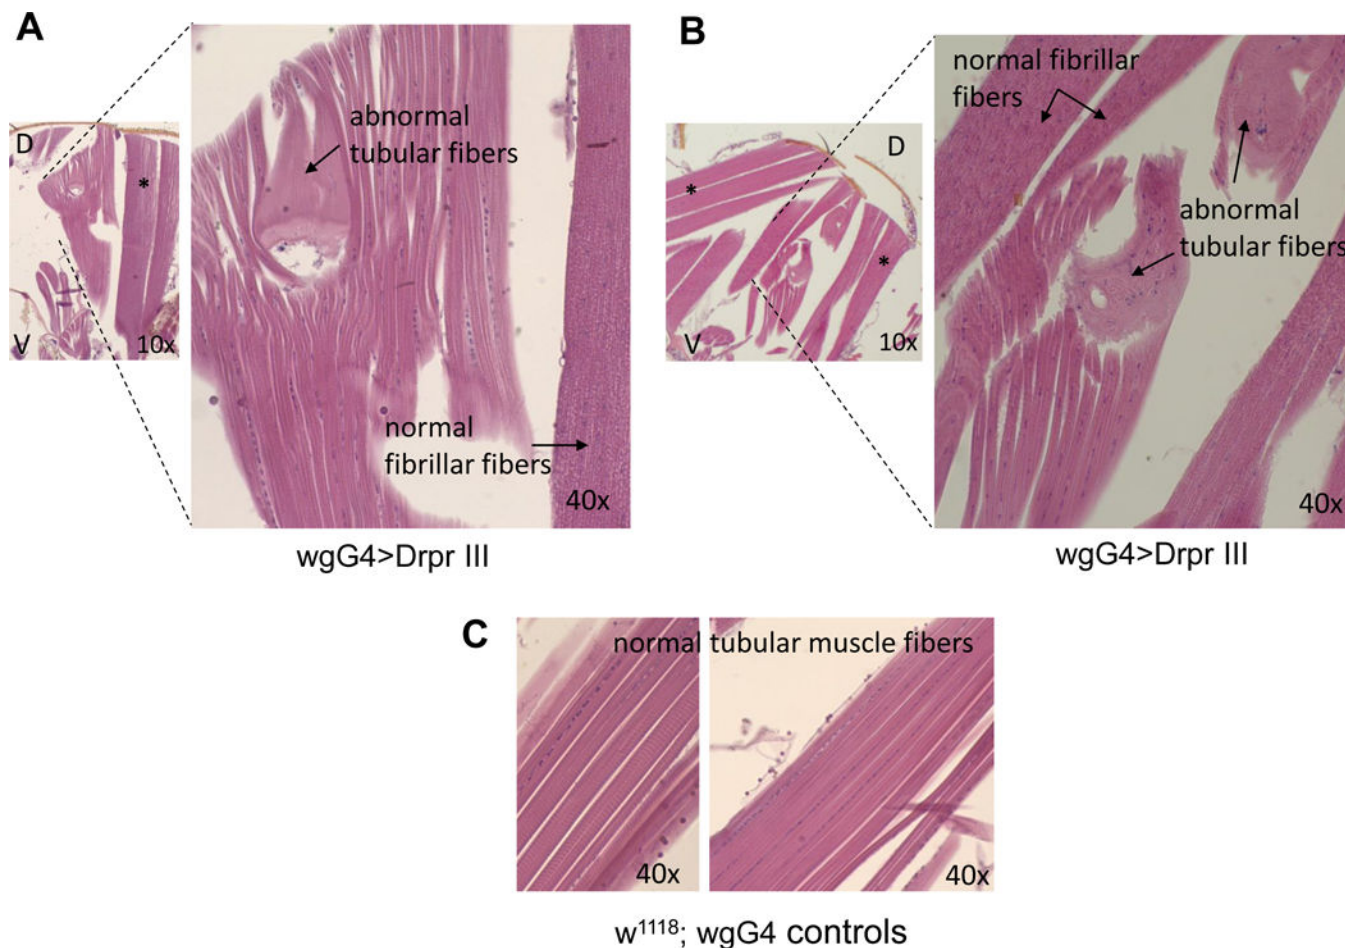 A
D
*
V
10x
abnormal
tubular fibers
normal
fibrillar fibers
40x
wgG4>Drpr III
B
D
*
*
V
10x
normal fibrillar
fibers
abnormal
tubular fibers
40x
wgG4>Drpr III
C
normal tubular muscle fibers
40x
40x
w¹¹¹⁸; wgG4 controls